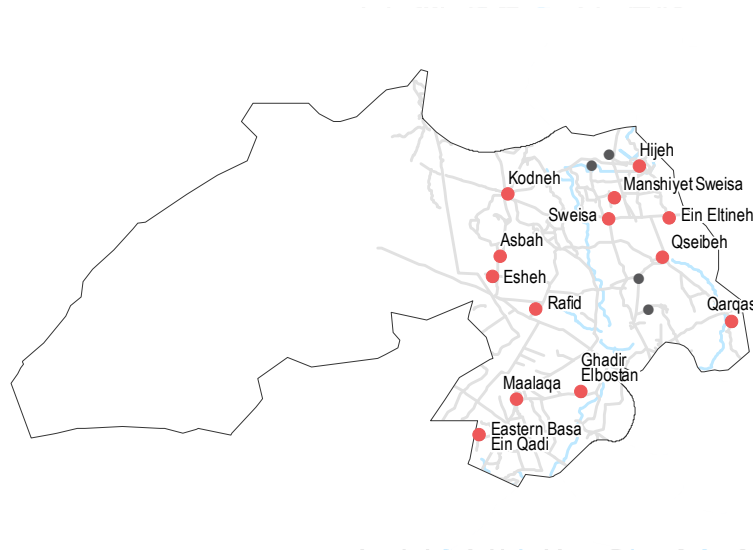 Hijeh
Kodneh
Manshiyet Sweisa
Sweisa
Ein Eltineh
Asbah
Qseibeh
Esheh
Rafid
Qarqas
Ghadir
Elbostan
Maalaqa
Eastern Basa
Ein Qadi